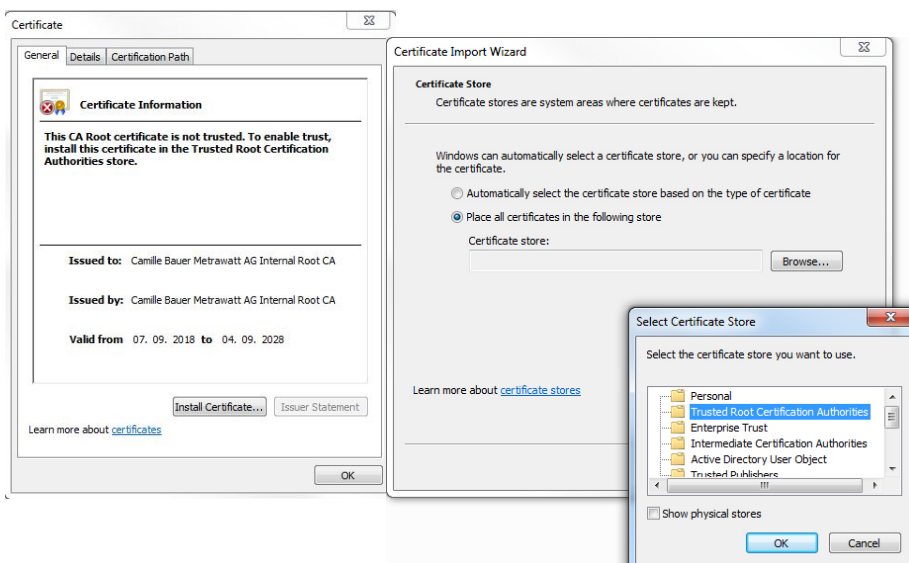 Certificate
General
Details
Certification Path
Certificate Information
This CA Root certificate is not trusted. To enable trust,
install this certificate in the Trusted Root Certification
Authorities store.
Issued to: Camille Bauer Metrawatt AG Internal Root CA
Issued by: Camille Bauer Metrawatt AG Internal Root CA
Valid from 07. 09. 2018 to 04. 09. 2028
Install Certificate...
Issuer Statement
Learn more about certificates
OK
Certificate Import Wizard
Certificate Store
Certificate stores are system areas where certificates are kept.
Windows can automatically select a certificate store, or you can specify a location for
the certificate.
Automatically select the certificate store based on the type of certificate
Place all certificates in the following store
Certificate store:
Browse...
Learn more about certificate stores
Select Certificate Store
Select the certificate store you want to use.
Personal
Trusted Root Certification Authorities
Enterprise Trust
Intermediate Certification Authorities
Active Directory User Object
Trusted Publishers
Show physical stores
OK
Cancel